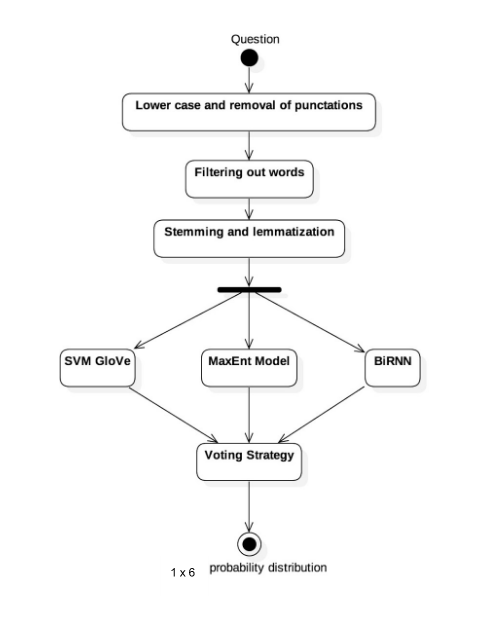 Question
Lower case and removal of punctations
Filtering out words
Stemming and lemmatization
SVM GloVe
MaxEnt Model
BiRNN
Voting Strategy
1 x 6
probability distribution